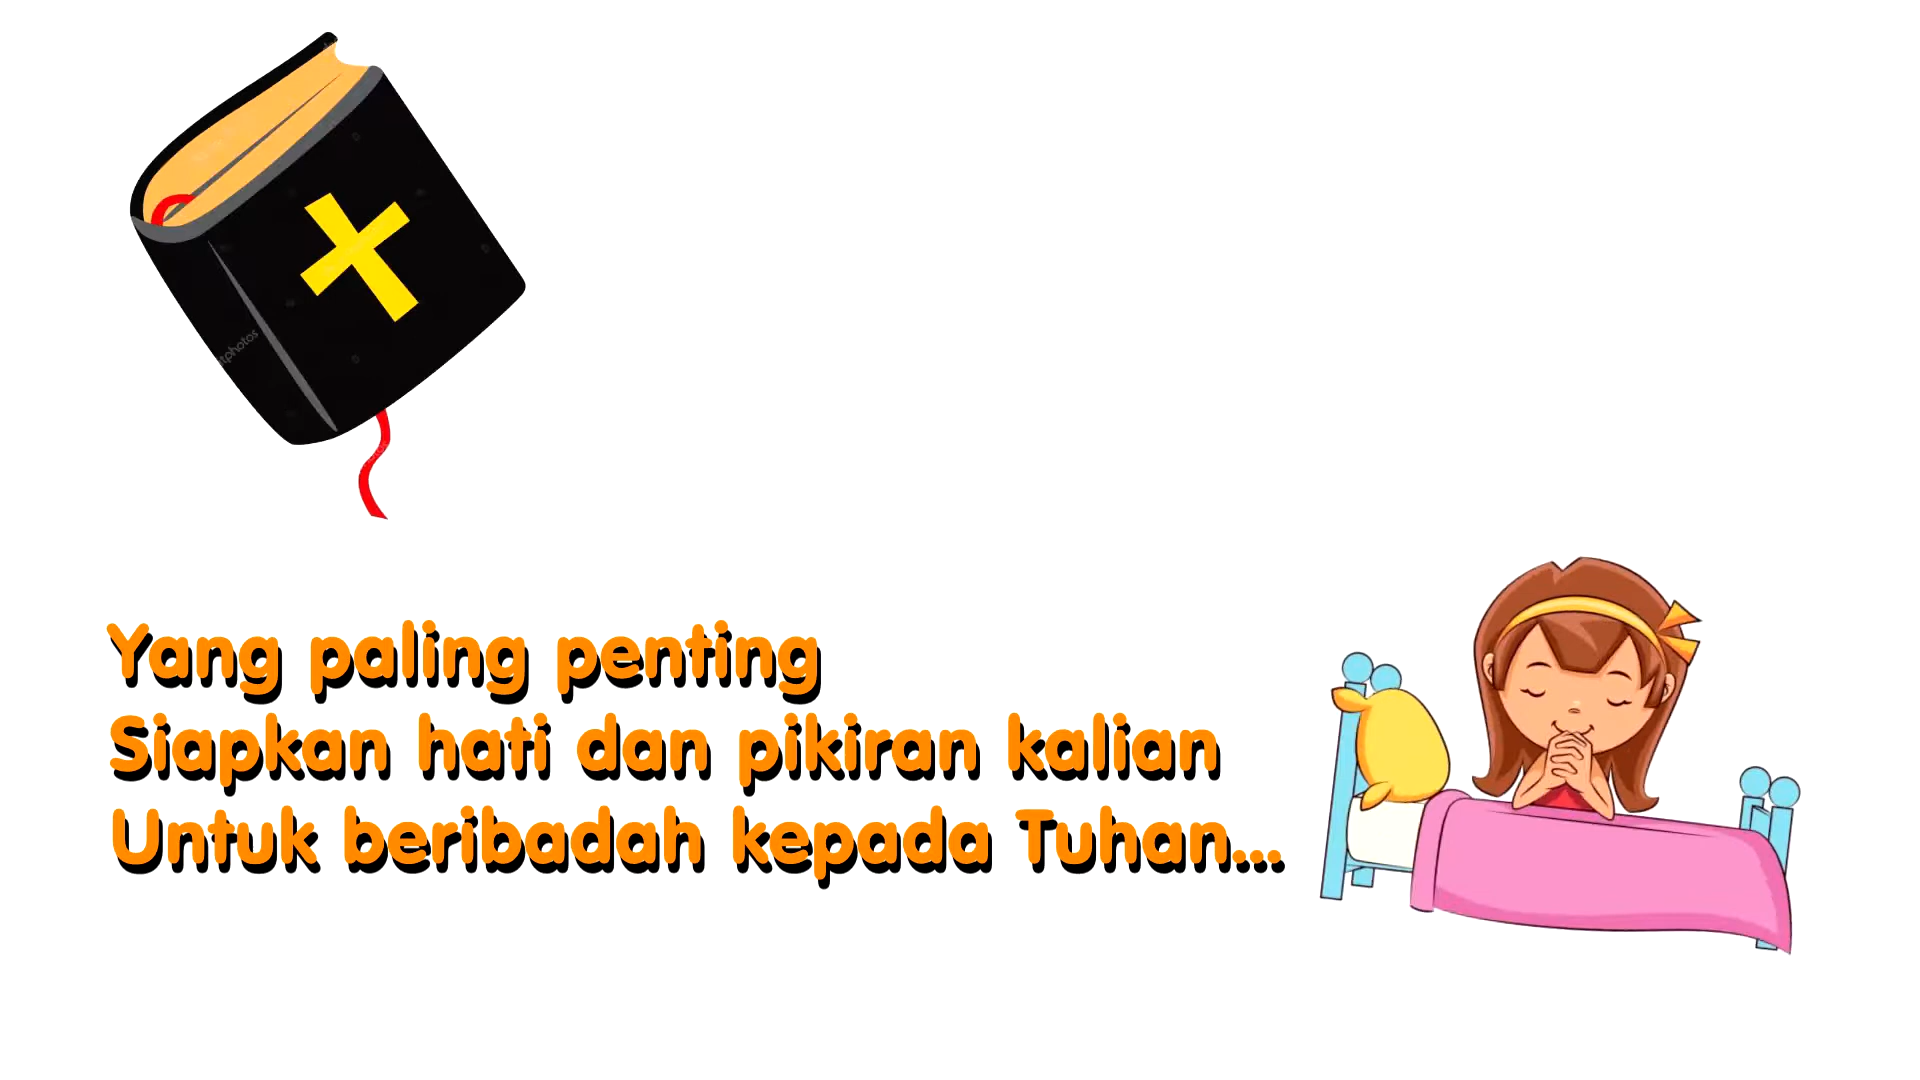 Yang paling penting
Siapkan hati dan pikiran kalian
Untuk beribadah kepada Tuhan...